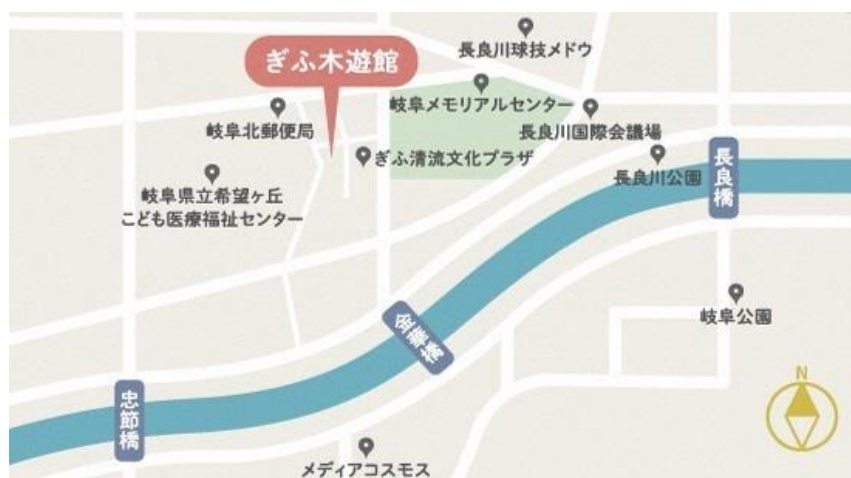 長良川球技メドウ
ぎふ木遊館
岐阜メモリアルセンター
岐阜北郵便局
長良川国際会議場
ぎふ清流文化プラザ
長良川公園
長良橋
岐阜県立希望ヶ丘
こども医療福祉センター
岐阜公園
金華橋
N
忠節橋
メディアコスモス